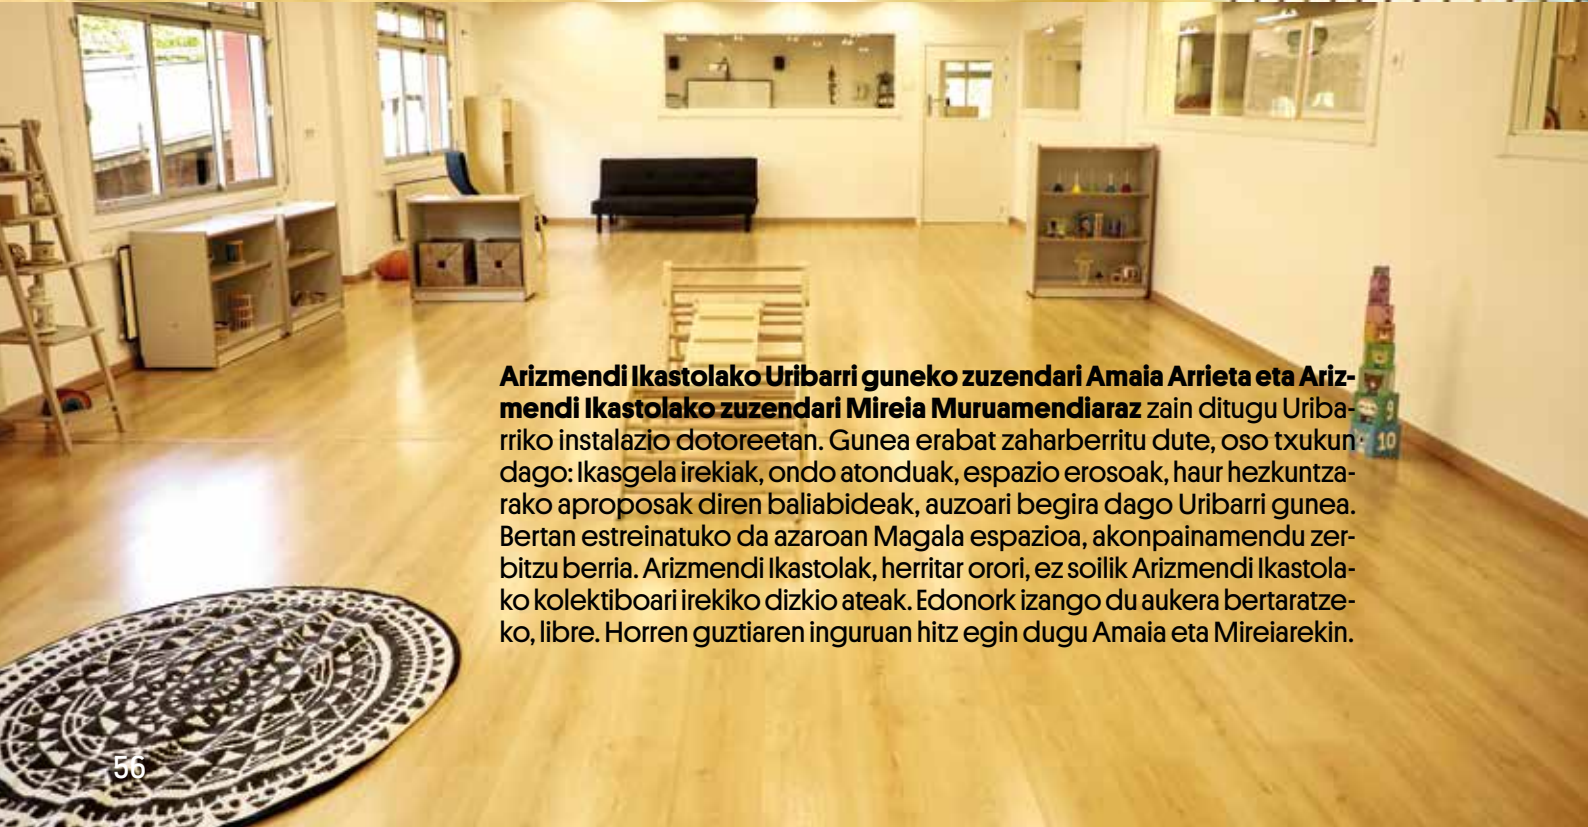 Arizmendi Ikastolako Uribarri guneko zuzendari Amaia Arrieta eta Ariz-
mendi Ikastolako zuzendari Mireia Muruamendiaraz zain ditugu Uriba-
rriko instalazio dotoreetan. Gunea erabat zaharberritu dute, oso txukun
dago: Ikasgela irekiak, ondo atonduak, espazio erosoak, haur hezkuntza-
rako aproposak diren baliabideak, auzoari begira dago Uribarri gunea.
Bertan estreinatuko da azaroan Magala espazioa, akonpainamendu zer-
bitzu berria. Arizmendi Ikastolak, herritar orori, ez soilik Arizmendi Ikastola-
ko kolektiboari irekiko dizkio ateak. Edonork izango du aukera bertaratze-
ko, libre. Horren guztiaren inguruan hitz egin dugu Amaia eta Mireiarekin.
9
10
56